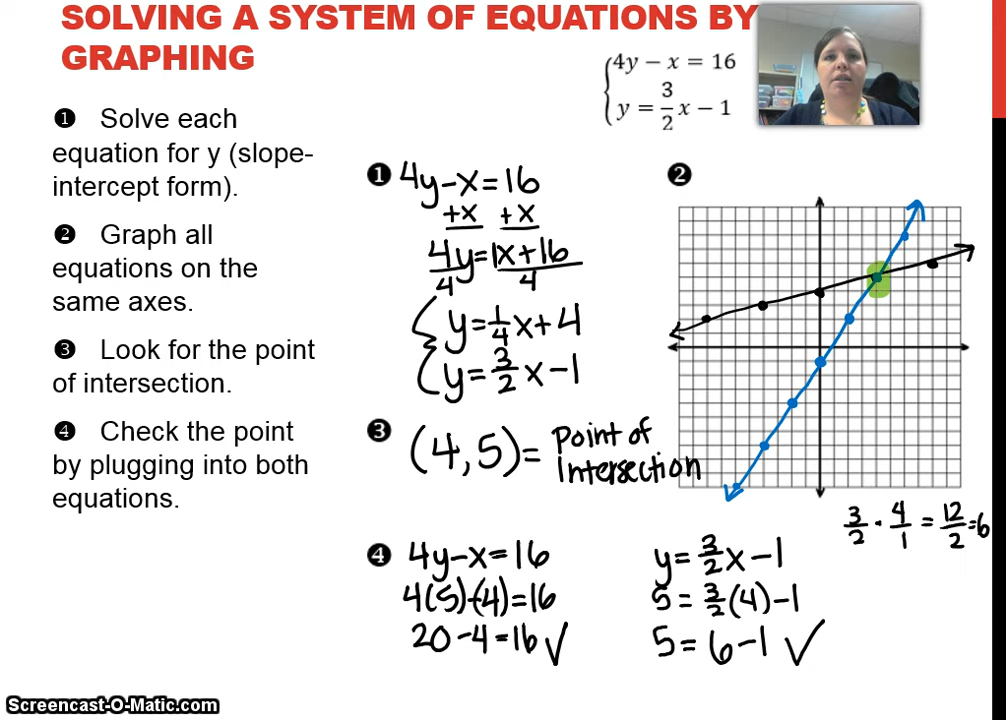 SOLVING A SYSTEM OF EQUATIONS BY
GRAPHING
4y − x = 16
y = 3/2 x − 1
❶ Solve each
equation for y (slope-
intercept form).
❷ Graph all
equations on the
same axes.
❸ Look for the point
of intersection.
❹ Check the point
by plugging into both
equations.
❶ 4y-x=16
+x +x
4y=1x+16
4 4
y=1/4x+4
y=3/2x-1
❷
❸ (4,5)= Point of
Intersection
3/2 · 4/1 = 12/2 =6
❹ 4y-x=16
4(5)-(4)=16
20-4=16✓
y=3/2x-1
5=3/2(4)-1
5=6-1 ✓
Screencast-O-Matic.com